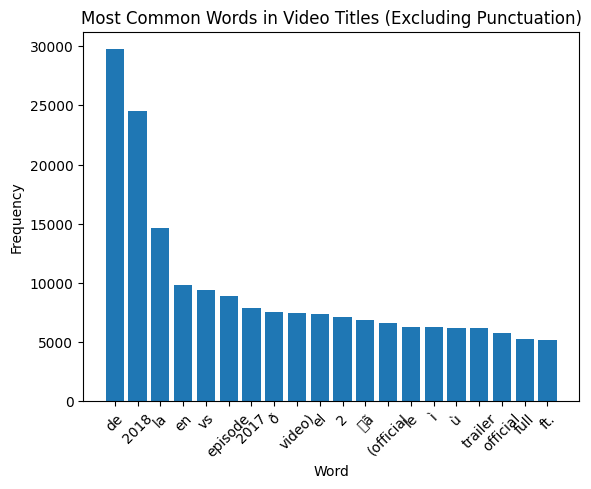 Most Common Words in Video Titles (Excluding Punctuation)
30000
25000
20000
15000
10000
5000
0
Frequency
de
2018
la
en
vs
episode
2017
ð
video)
el
2
ã
(official
le
ì
ù
trailer
official
full
ft.
Word